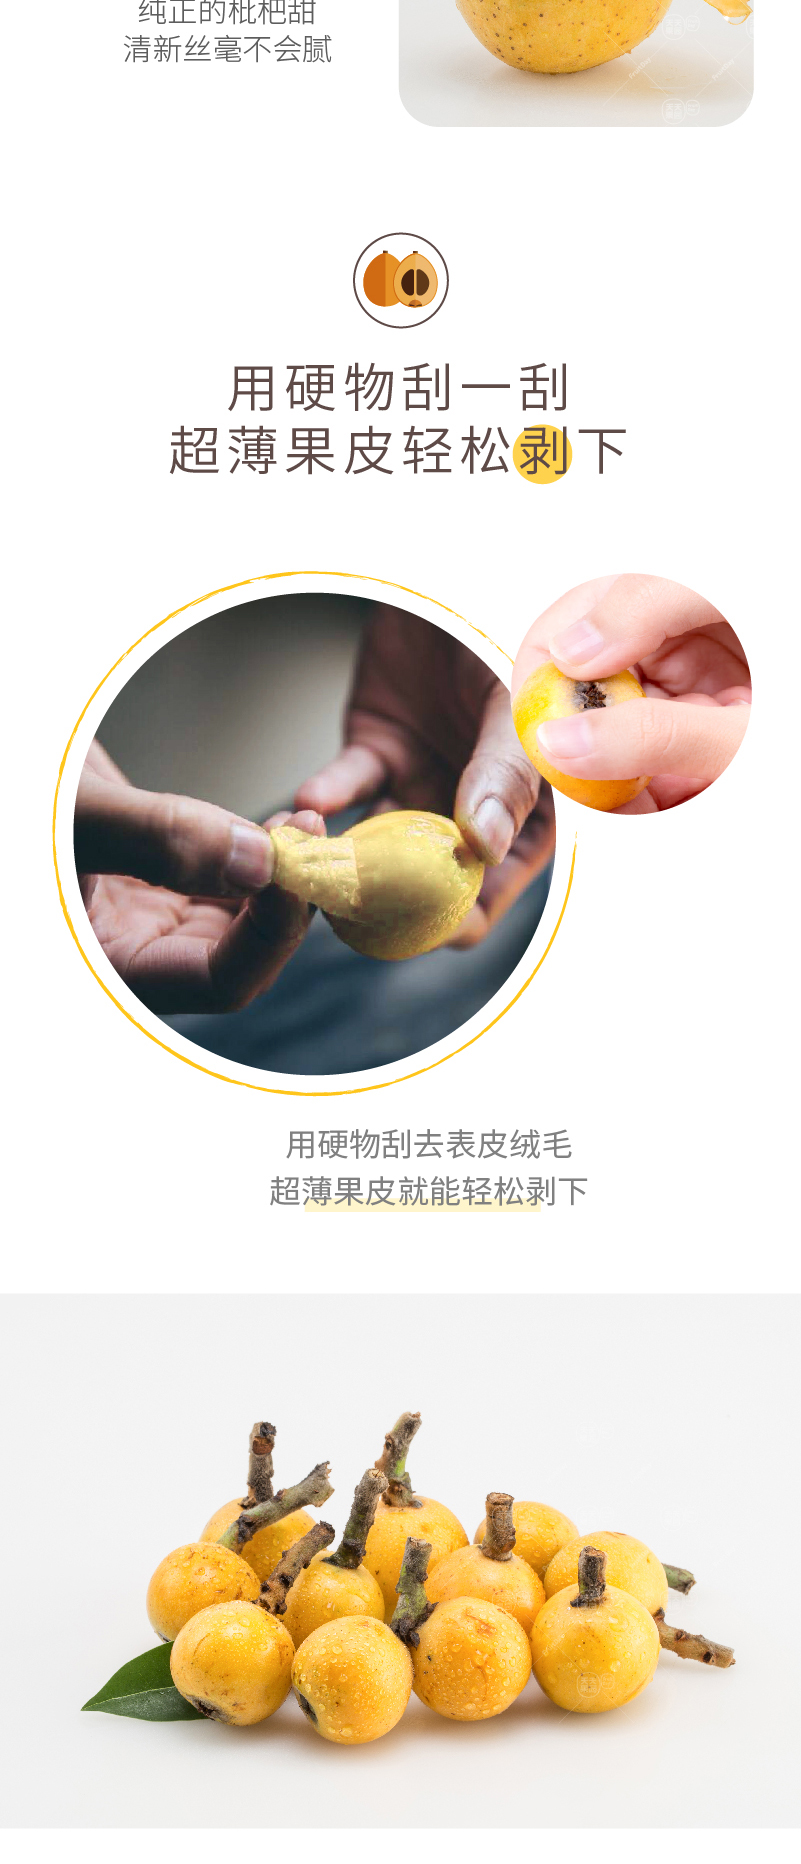 纯正的枇杷甜
清新丝毫不会腻
用硬物刮一刮
超薄果皮轻松剥下
用硬物刮去表皮绒毛
超薄果皮就能轻松剥下